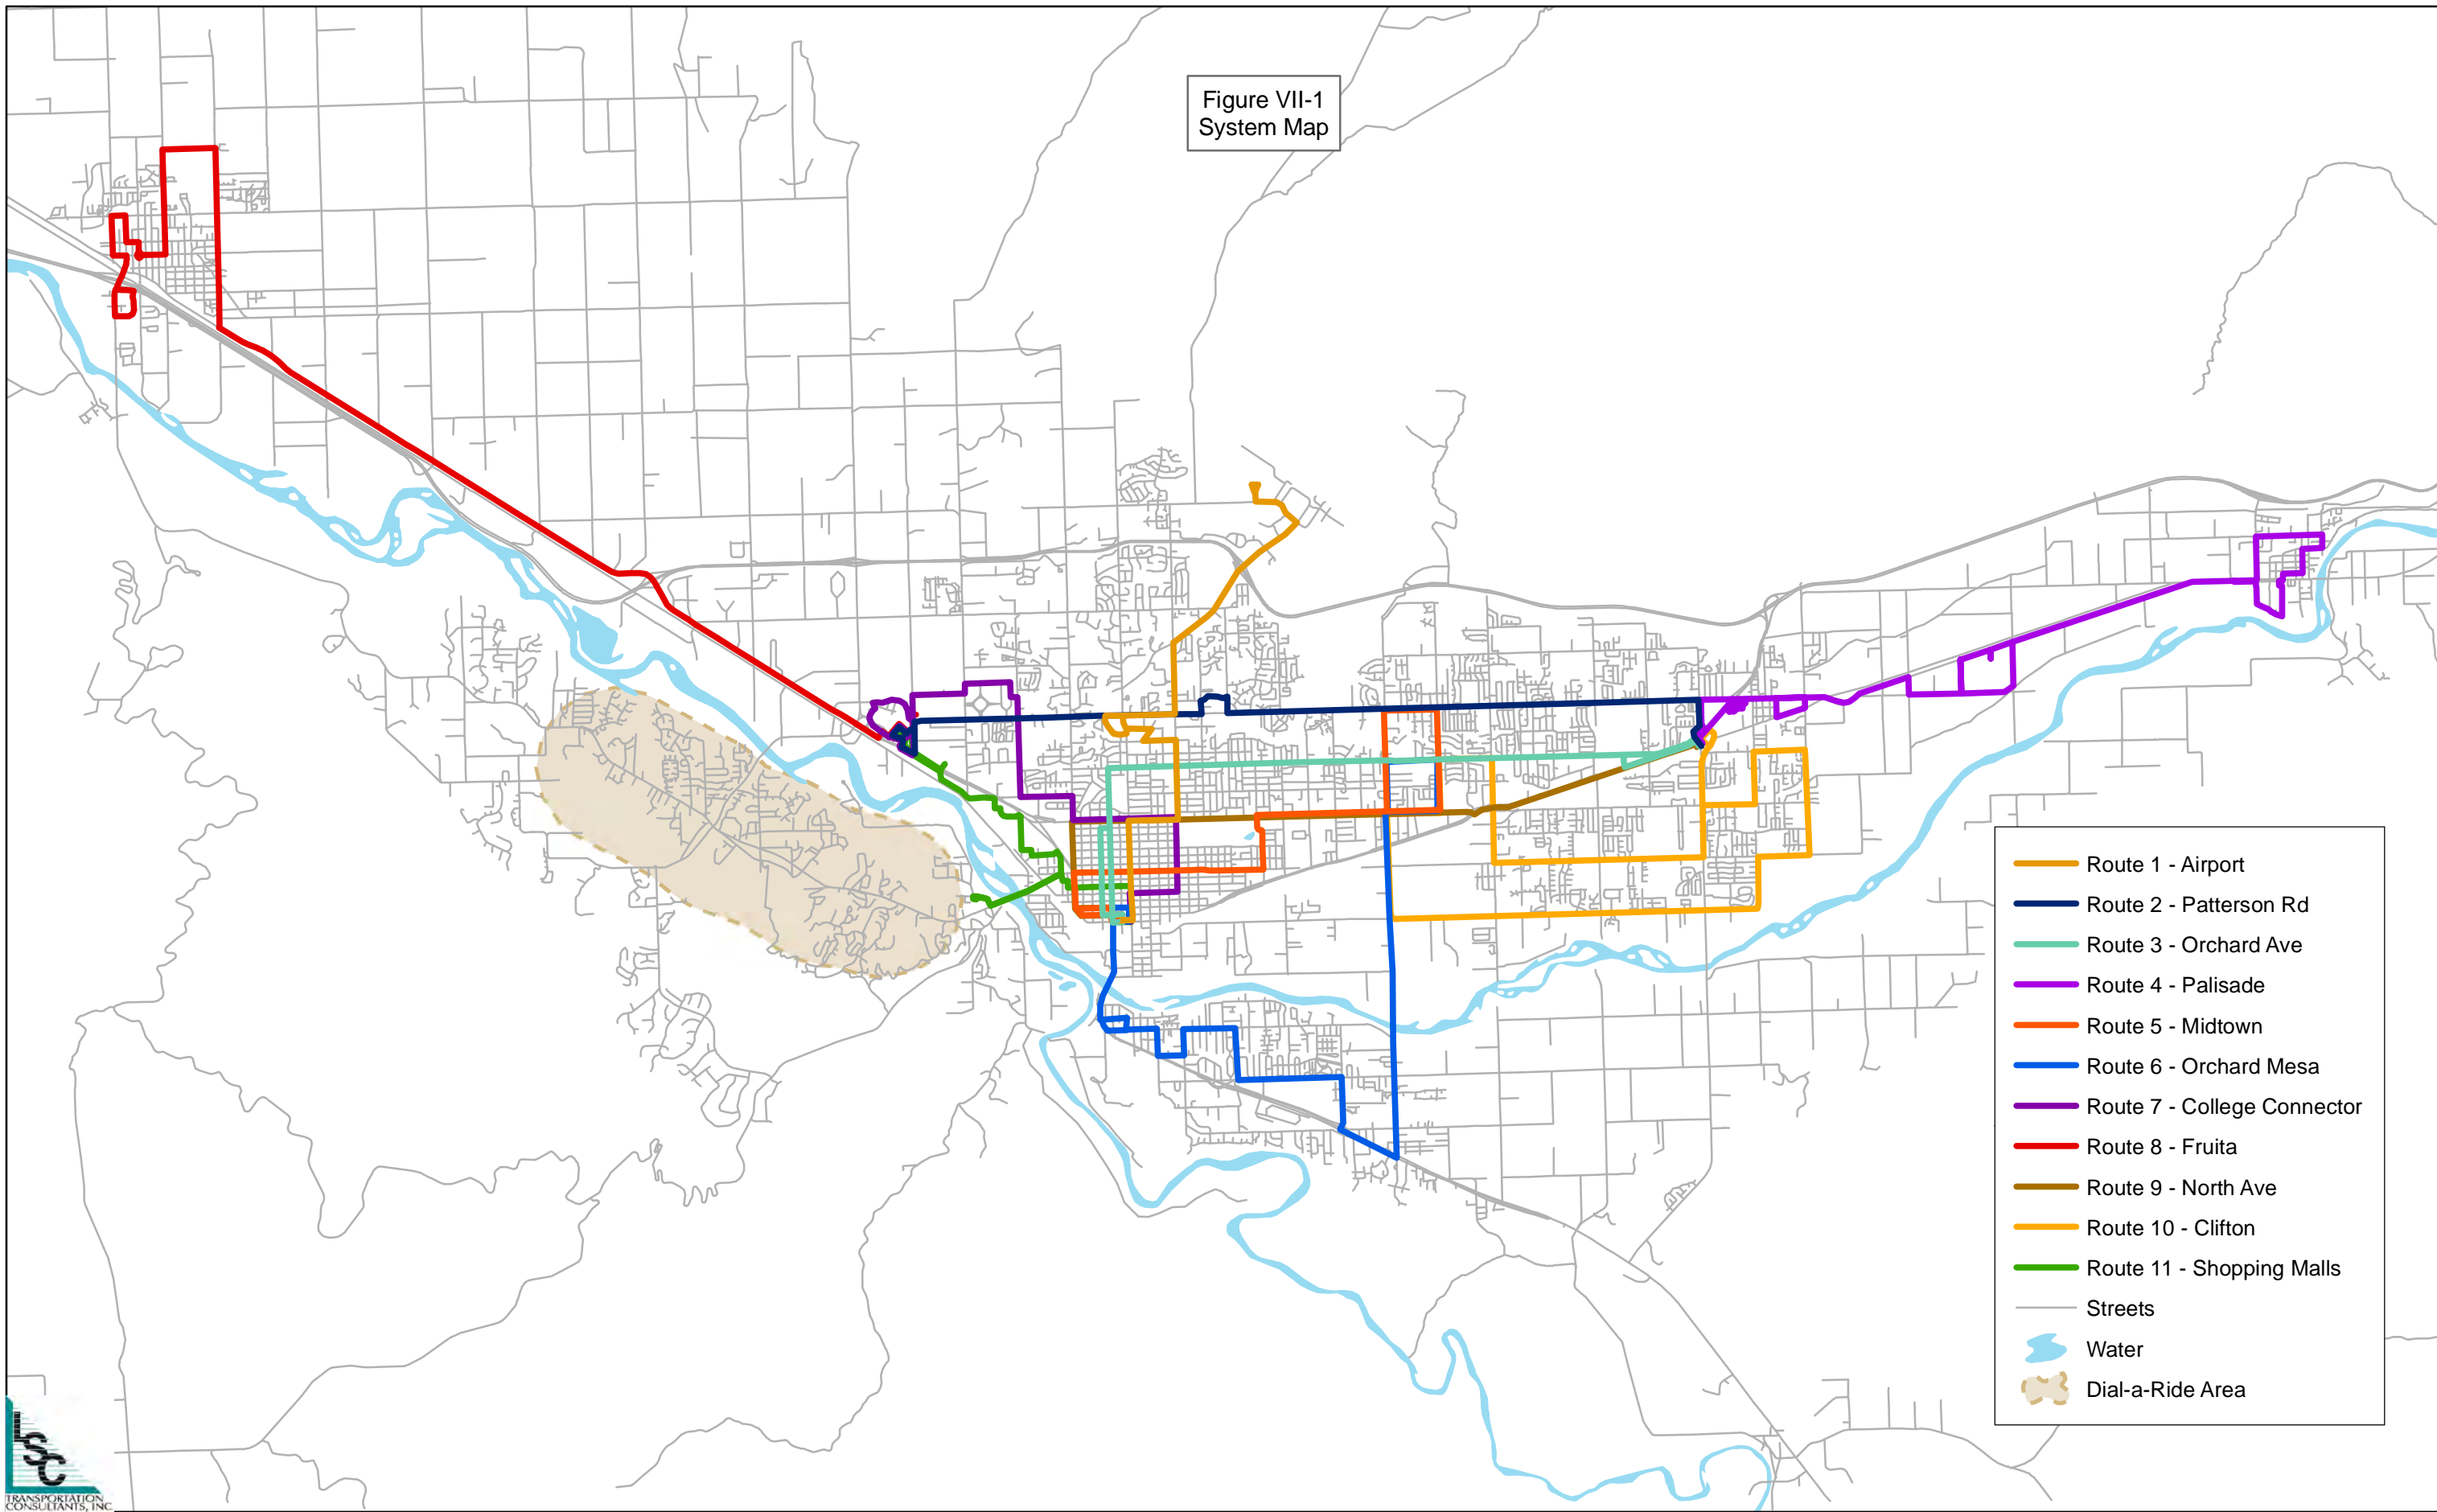 Figure VII-1
System Map
Route 1 - Airport
Route 2 - Patterson Rd
Route 3 - Orchard Ave
Route 4 - Palisade
Route 5 - Midtown
Route 6 - Orchard Mesa
Route 7 - College Connector
Route 8 - Fruita
Route 9 - North Ave
Route 10 - Clifton
Route 11 - Shopping Malls
Streets
Water
Dial-a-Ride Area
LSC
TRANSPORTATION
CONSULTANTS, INC.